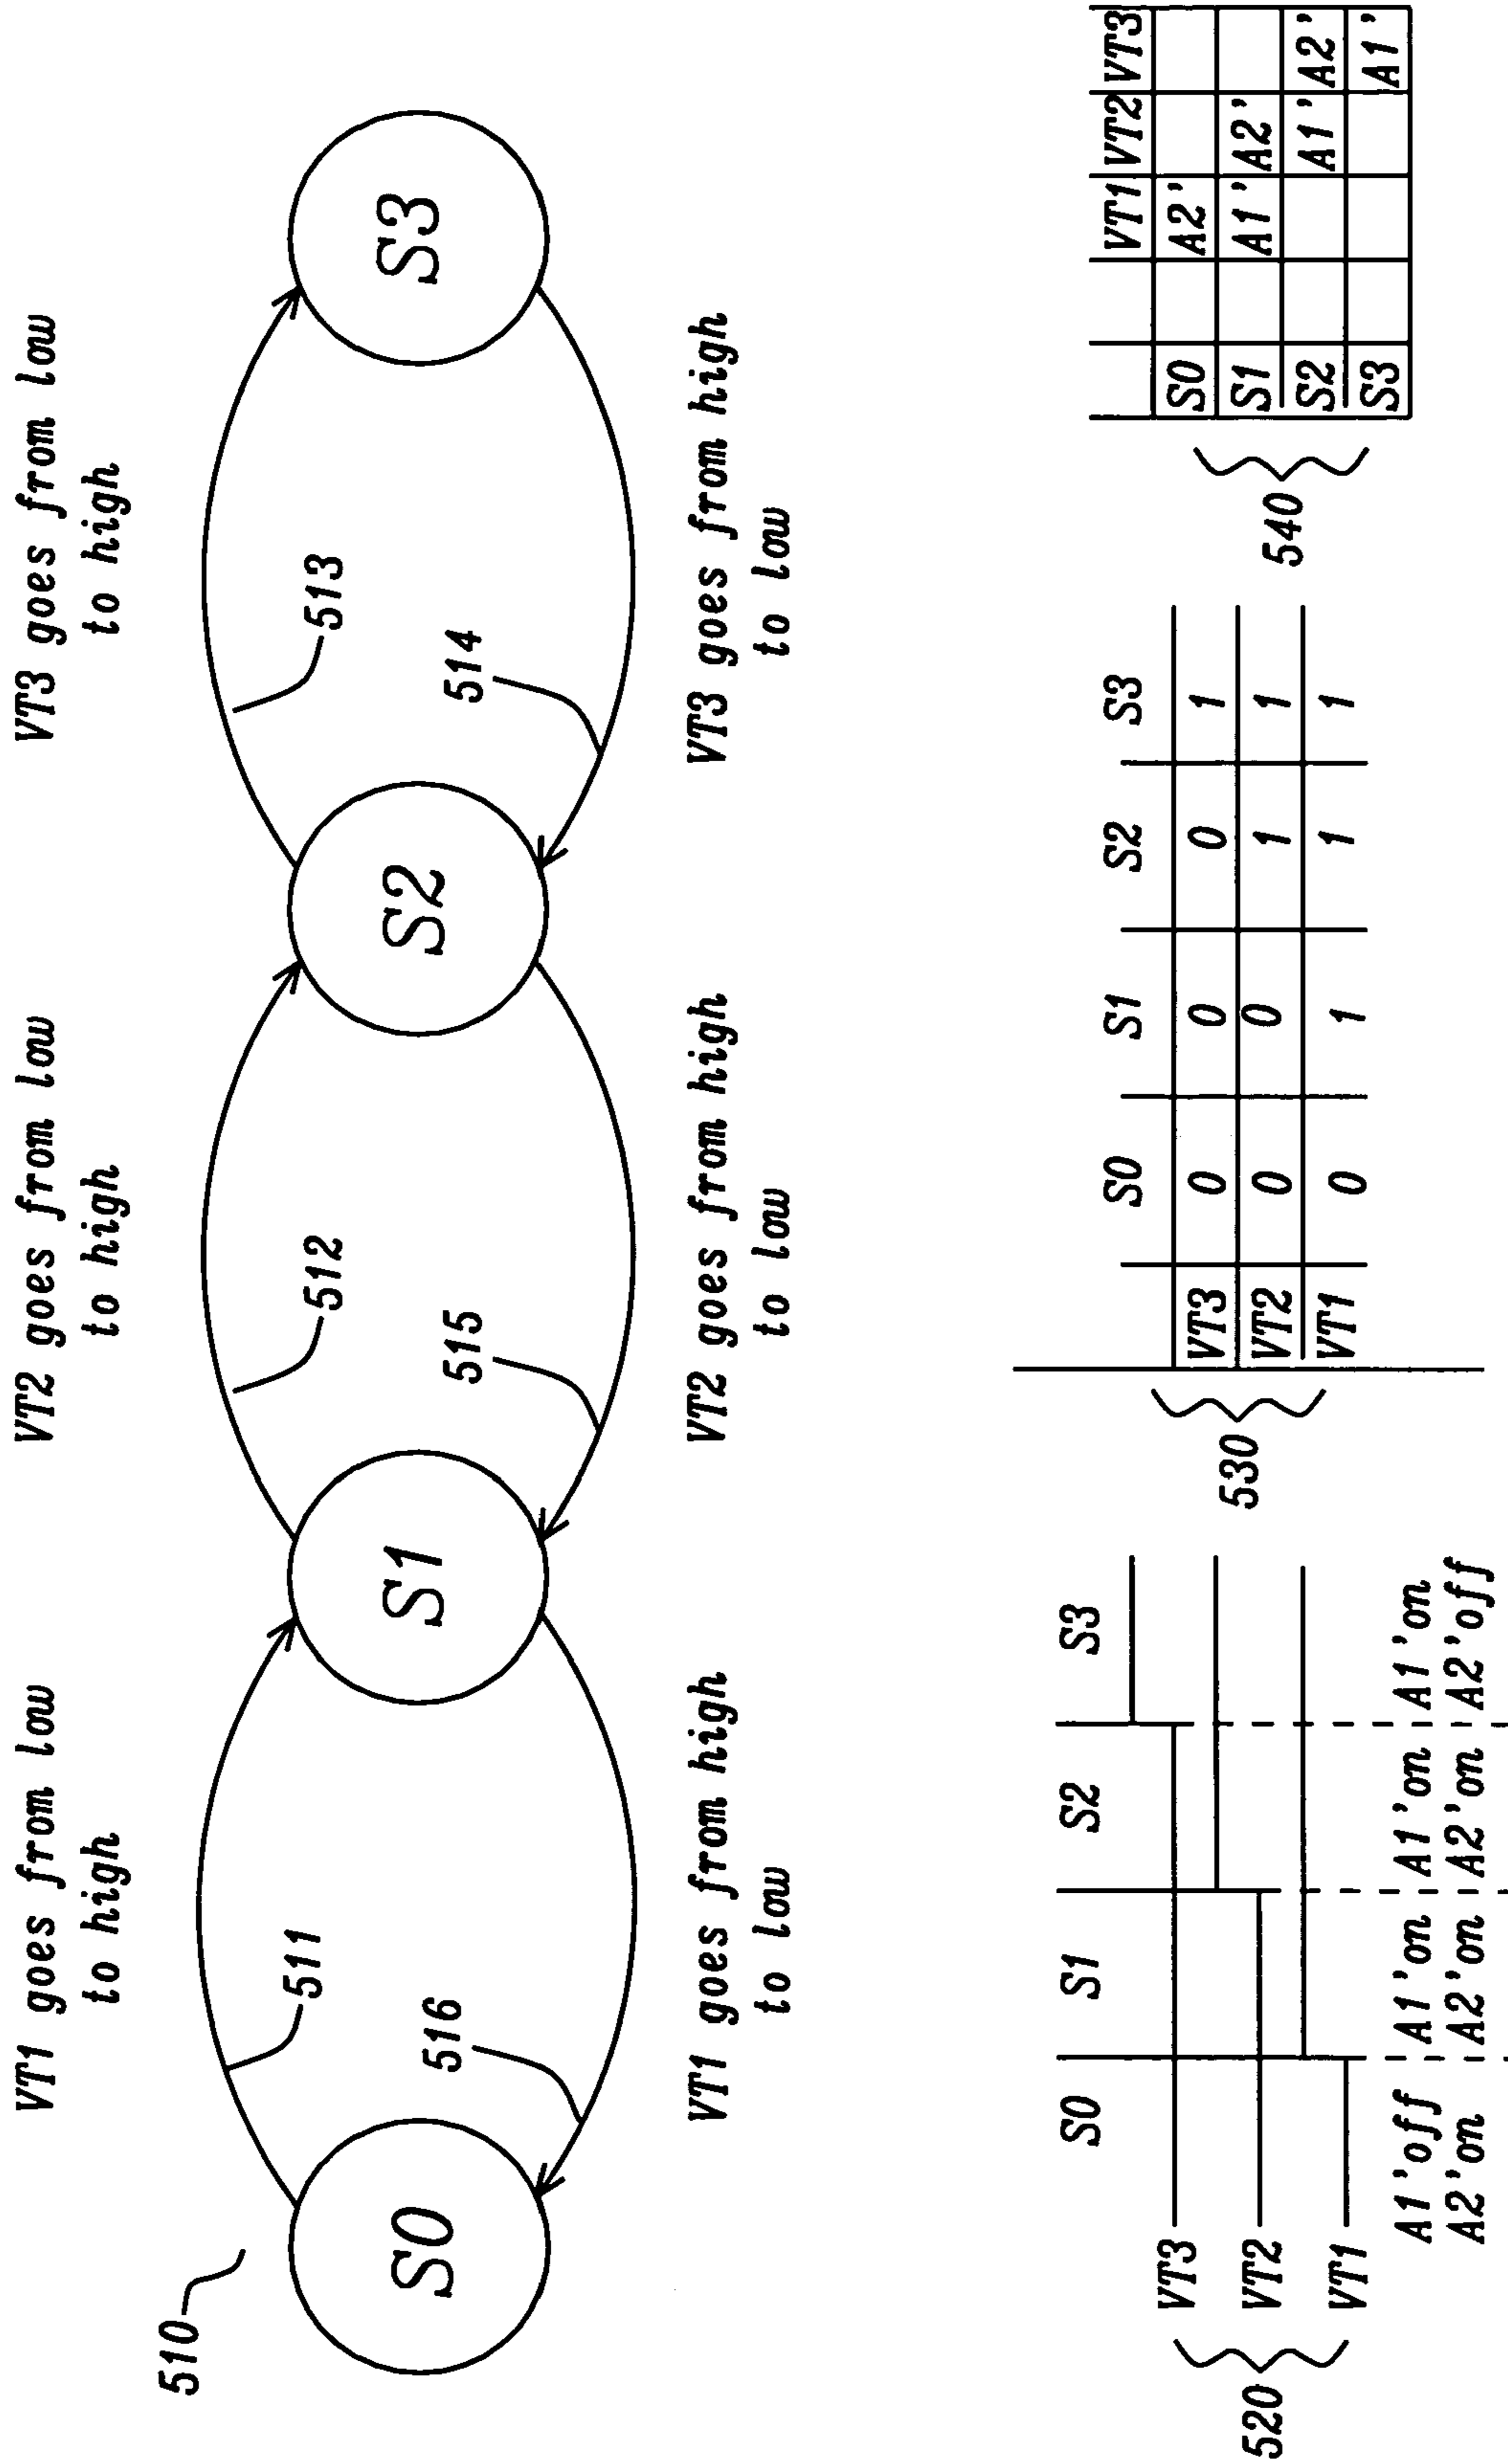 VT1 goes from low
to high
VT2 goes from low
to high
VT3 goes from low
to high
510
511
512
513
S0
S1
S2
S3
516
515
514
VT1 goes from high
to low
VT2 goes from high
to low
VT3 goes from high
to low
S0 S1 S2 S3
VT3
VT2
VT1
520
A1'off A1'on A1'on A1'on
A2'on A2'on A2'on A2'off
S0 S1 S2 S3
VT3 0 0 0 1
VT2 0 0 1 1
VT1 0 1 1 1
530
VT1 VT2 VT3
S0 A2'
S1 A1' A2'
S2 A1' A2'
S3 A1'
540